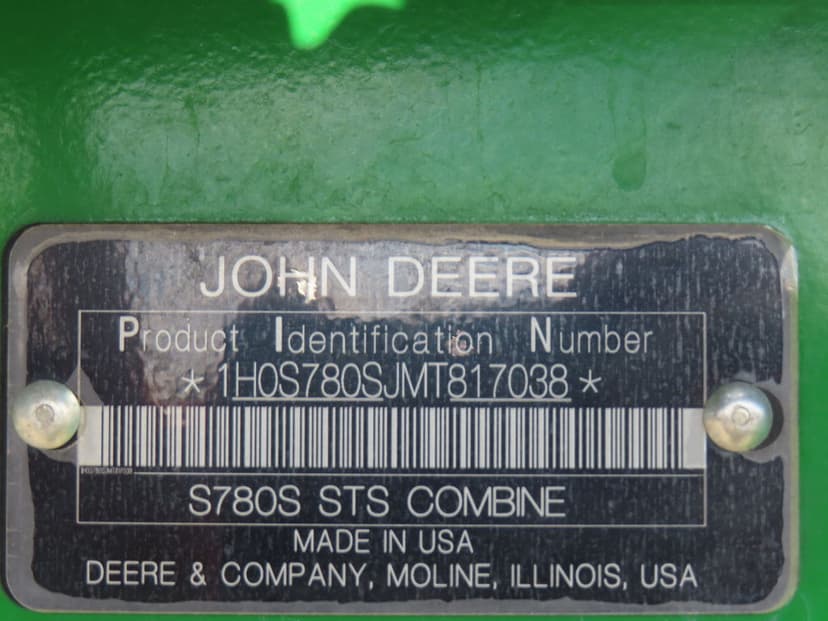 JOHN DEERE
Product Identification Number
*1H0S780SJMT817038*
S780S STS COMBINE
MADE IN USA
DEERE & COMPANY, MOLINE, ILLINOIS, USA